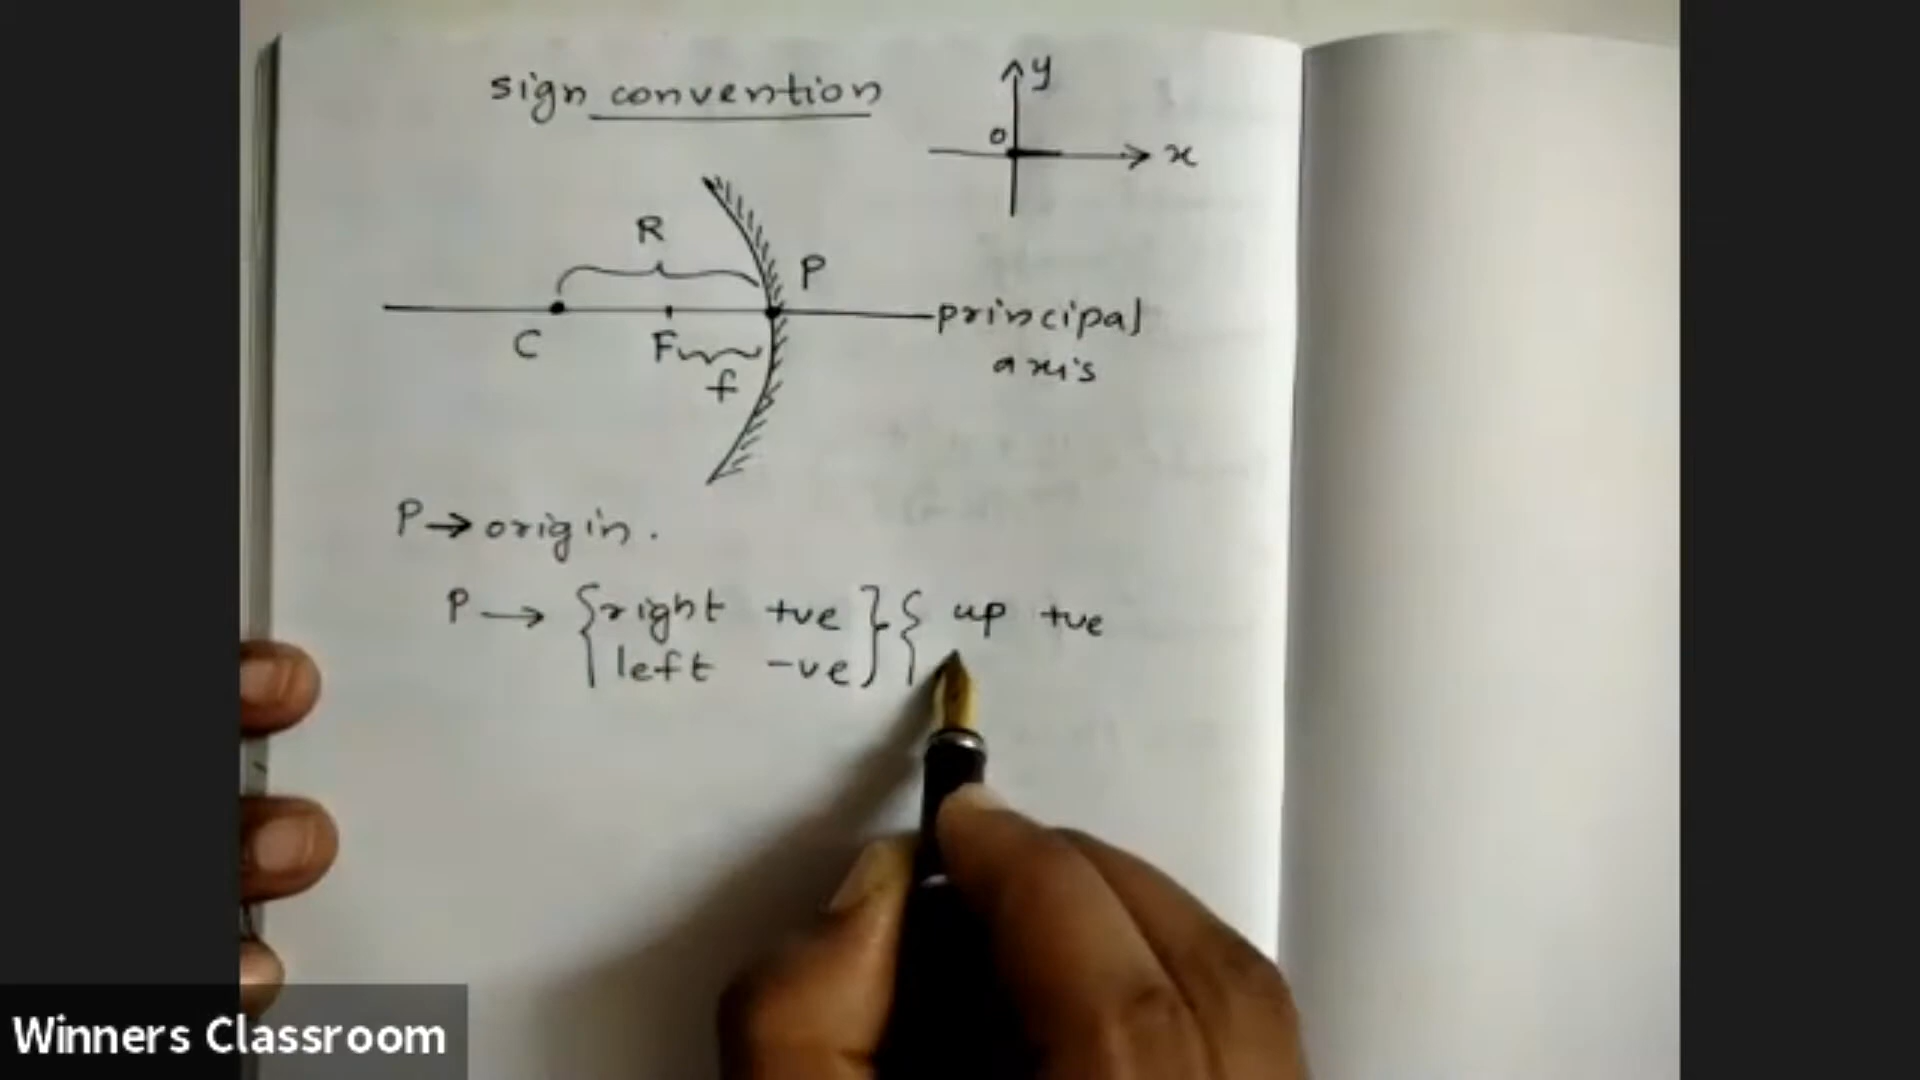 sign convention
y
o
x
R
P
C
F
f
principal
axis
P → origin.
P → { right +ve } { up +ve
left -ve
Winners Classroom